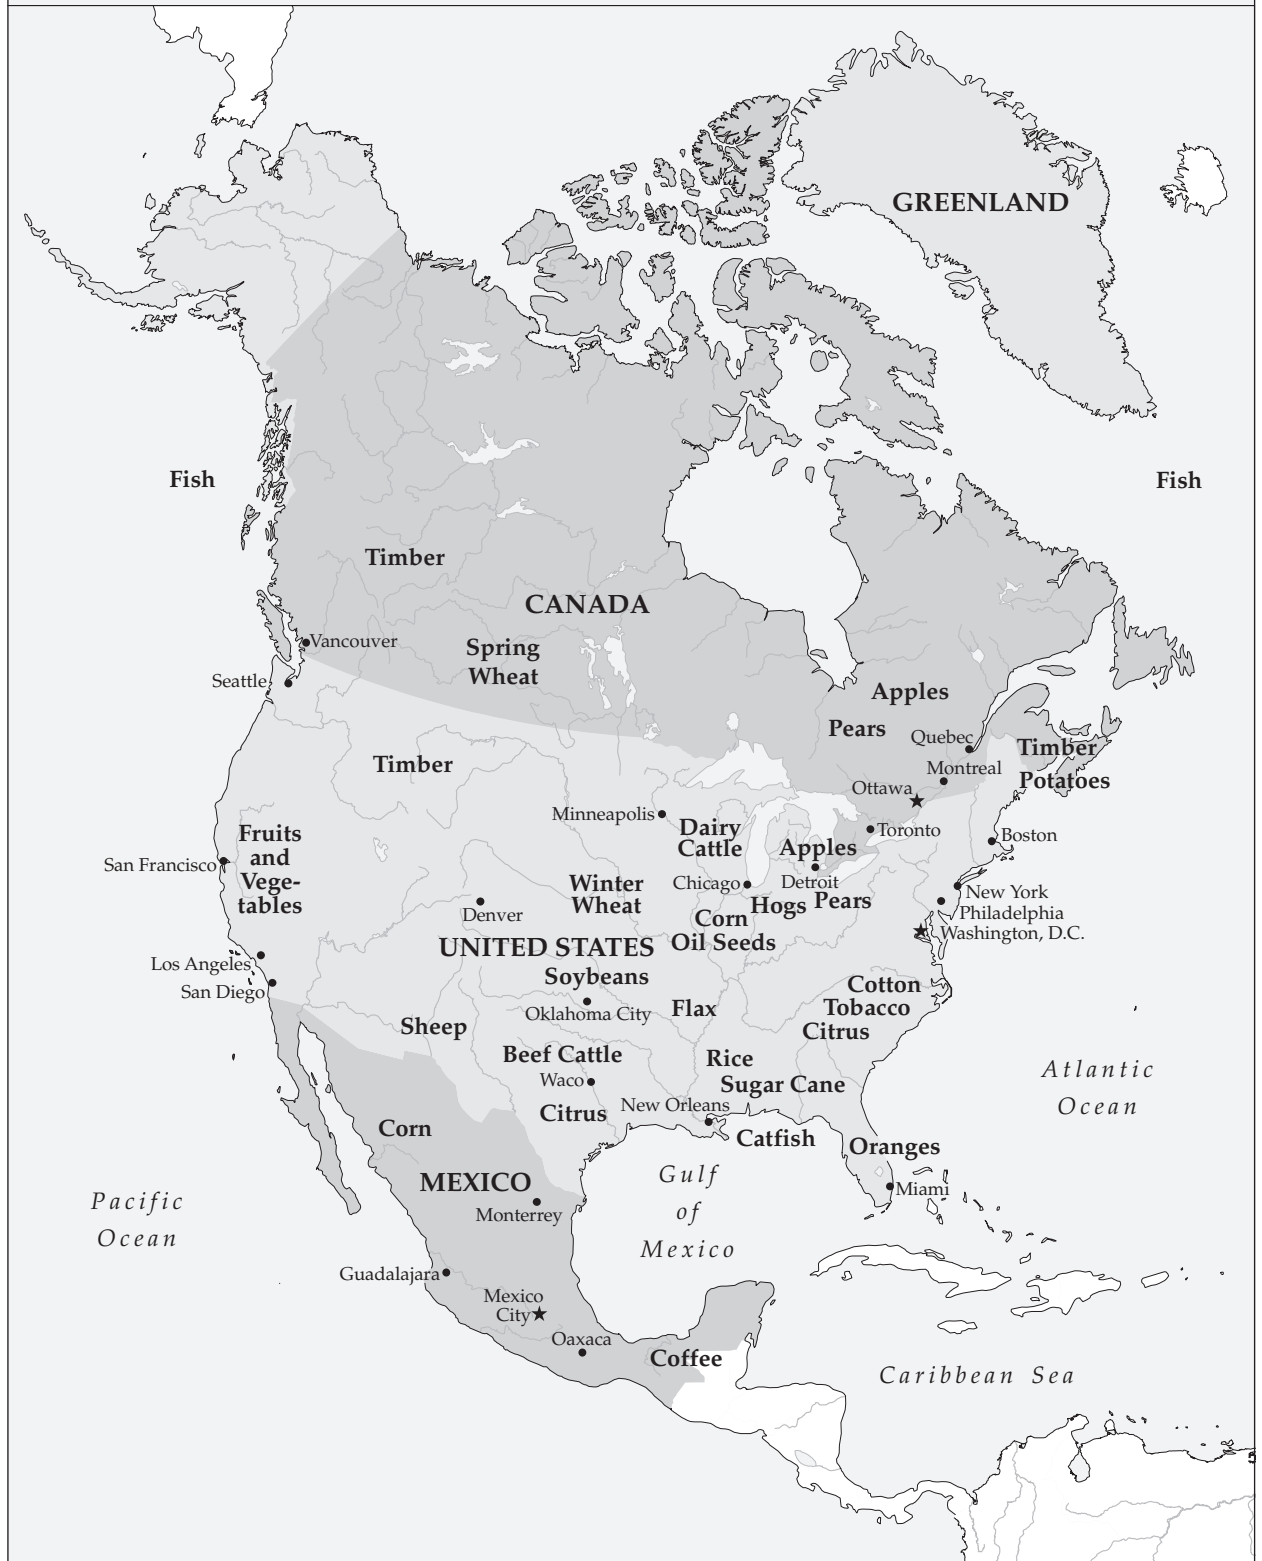 GREENLAND
Fish
Fish
Timber
CANADA
Vancouver
Spring
Wheat
Seattle
Apples
Pears
Quebec
Timber
Montreal
Potatoes
Ottawa
Timber
Minneapolis
Dairy
Cattle
Toronto
Boston
Fruits
and
Vege-
tables
San Francisco
Apples
Detroit
Chicago
Winter
Wheat
Hogs
Pears
New York
Philadelphia
Washington, D.C.
Denver
Corn
Oil Seeds
UNITED STATES
Soybeans
Los Angeles
San Diego
Oklahoma City
Flax
Cotton
Tobacco
Citrus
Sheep
Beef Cattle
Waco
Rice
Sugar Cane
Citrus
New Orleans
Catfish
Oranges
Miami
Atlantic
Ocean
Corn
MEXICO
Monterrey
Gulf
of
Mexico
Pacific
Ocean
Guadalajara
Mexico
City
Oaxaca
Coffee
Caribbean Sea